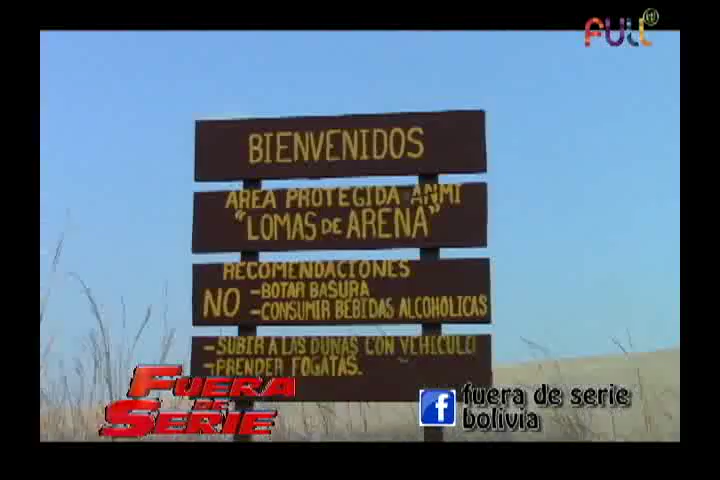 FULL it!
BIENVENIDOS
AREA PROTEGIDA ANMI
"LOMAS DE ARENA"
RECOMENDACIONES
NO -BOTAR BASURA
-CONSUMIR BEBIDAS ALCOHOLICAS
-SUBIR A LAS DUNAS CON VEHICULO
-PRENDER FOGATAS.
FUERA
DE
SERIE
f fuera de serie
bolivia